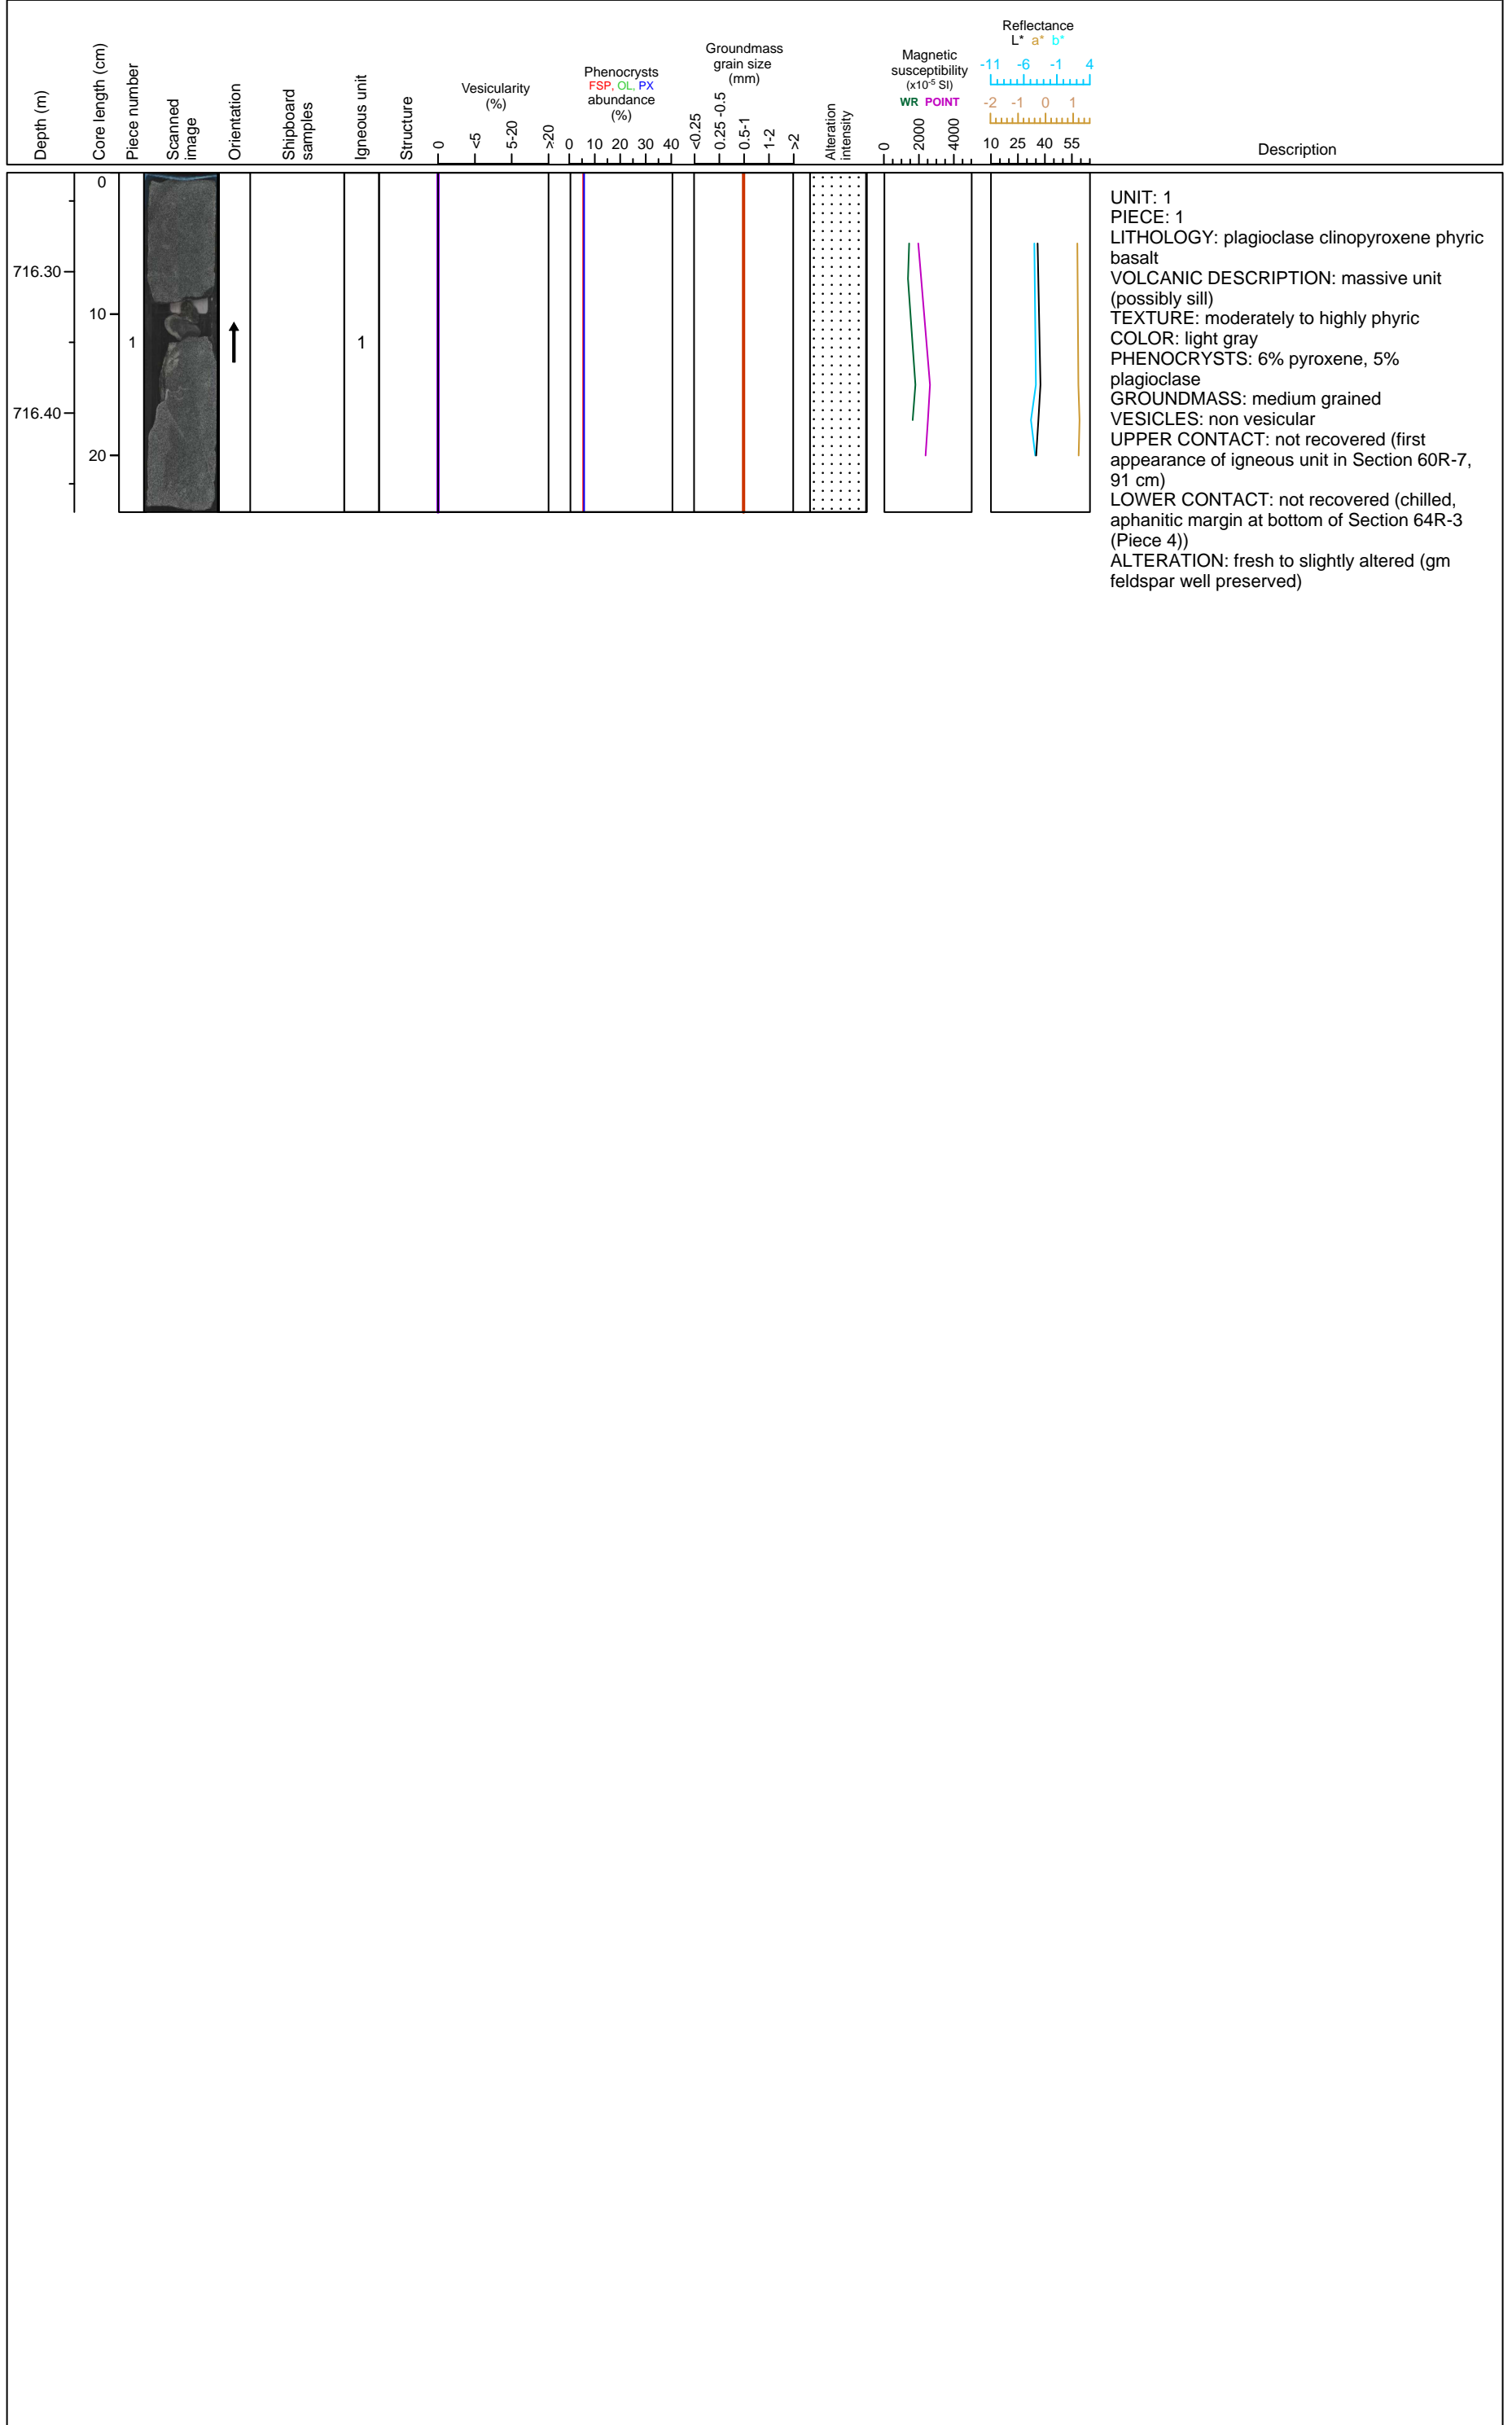 Depth (m)
Core length (cm)
Piece number
Scanned
image
Orientation
Shipboard
samples
Igneous unit
Structure
Vesicularity
(%)
0
<5
5-20
>20
Phenocrysts
FSP, OL, PX
abundance
(%)
0 10 20 30 40
Groundmass
grain size
(mm)
<0.25
0.25 -0.5
0.5-1
1-2
>2
Alteration
intensity
Magnetic
susceptibility
(x10⁻⁵ SI)
WR POINT
0
2000
4000
Reflectance
L* a* b*
-11 -6 -1 4
-2 -1 0 1
10 25 40 55
Description
716.30
716.40
0
10
20
1
1
UNIT: 1
PIECE: 1
LITHOLOGY: plagioclase clinopyroxene phyric
basalt
VOLCANIC DESCRIPTION: massive unit
(possibly sill)
TEXTURE: moderately to highly phyric
COLOR: light gray
PHENOCRYSTS: 6% pyroxene, 5%
plagioclase
GROUNDMASS: medium grained
VESICLES: non vesicular
UPPER CONTACT: not recovered (first
appearance of igneous unit in Section 60R-7,
91 cm)
LOWER CONTACT: not recovered (chilled,
aphanitic margin at bottom of Section 64R-3
(Piece 4))
ALTERATION: fresh to slightly altered (gm
feldspar well preserved)